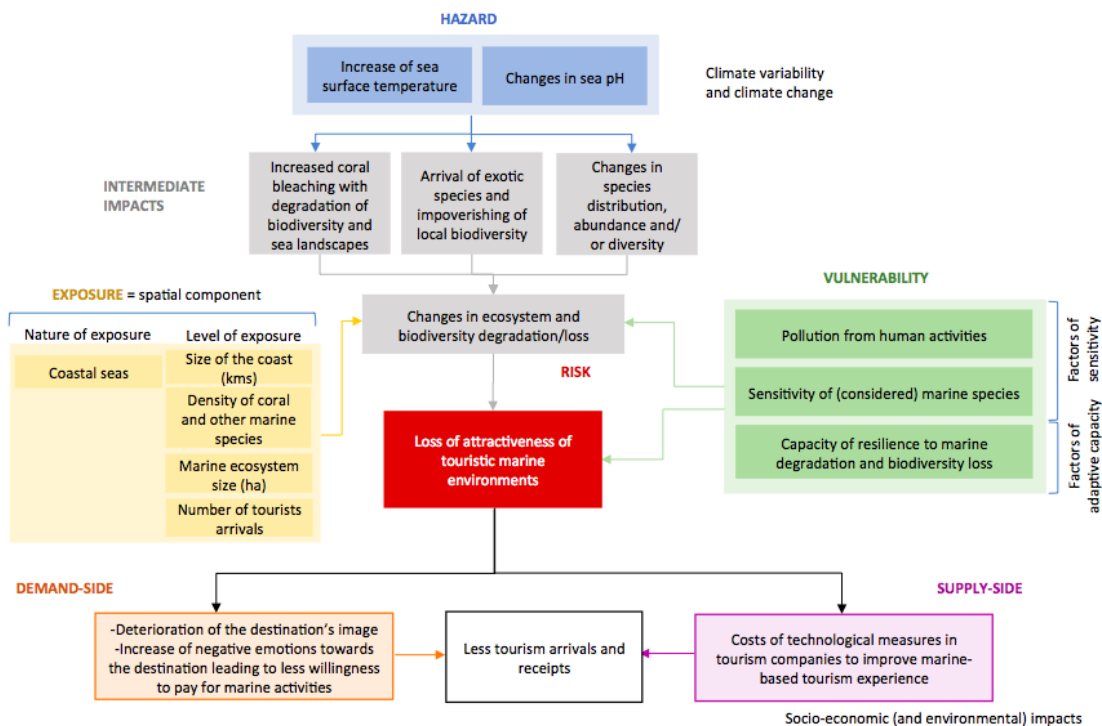 HAZARD
Increase of sea
surface temperature
Changes in sea pH
Climate variability
and climate change
INTERMEDIATE
IMPACTS
Increased coral
bleaching with
degradation of
biodiversity and
sea landscapes
Arrival of exotic
species and
impoverishing of
local biodiversity
Changes in
species
distribution,
abundance and/
or diversity
EXPOSURE = spatial component
Nature of exposure
Level of exposure
Coastal seas
Size of the coast
(kms)
Density of coral
and other marine
species
Marine ecosystem
size (ha)
Number of tourists
arrivals
Changes in ecosystem and
biodiversity degradation/loss
RISK
Loss of attractiveness of
touristic marine
environments
VULNERABILITY
Pollution from human activities
Sensitivity of (considered) marine species
Capacity of resilience to marine
degradation and biodiversity loss
Factors of
sensitivity
Factors of
adaptive capacity
DEMAND-SIDE
-Deterioration of the destination's image
-Increase of negative emotions towards
the destination leading to less willingness
to pay for marine activities
Less tourism arrivals and
receipts
SUPPLY-SIDE
Costs of technological measures in
tourism companies to improve marine-
based tourism experience
Socio-economic (and environmental) impacts